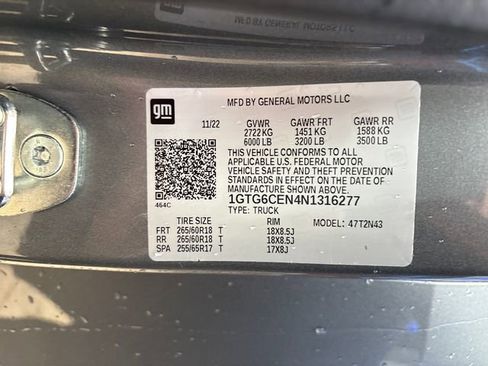 gm
MFD BY GENERAL MOTORS LLC
11/22 GVWR GAWR FRT GAWR RR
2722 KG 1451 KG 1588 KG
6000 LB 3200 LB 3500 LB
THIS VEHICLE CONFORMS TO ALL
APPLICABLE U.S. FEDERAL MOTOR
VEHICLE SAFETY AND THEFT PREVENTION
STANDARDS IN EFFECT ON THE DATE OF
MANUFACTURE SHOWN ABOVE.
1GTG6CEN4N1316277
TYPE: TRUCK
464C
TIRE SIZE RIM MODEL: 47T2N43
FRT 265/60R18 T 18X8.5J
RR 265/60R18 T 18X8.5J
SPA 255/65R17 T 17X8J